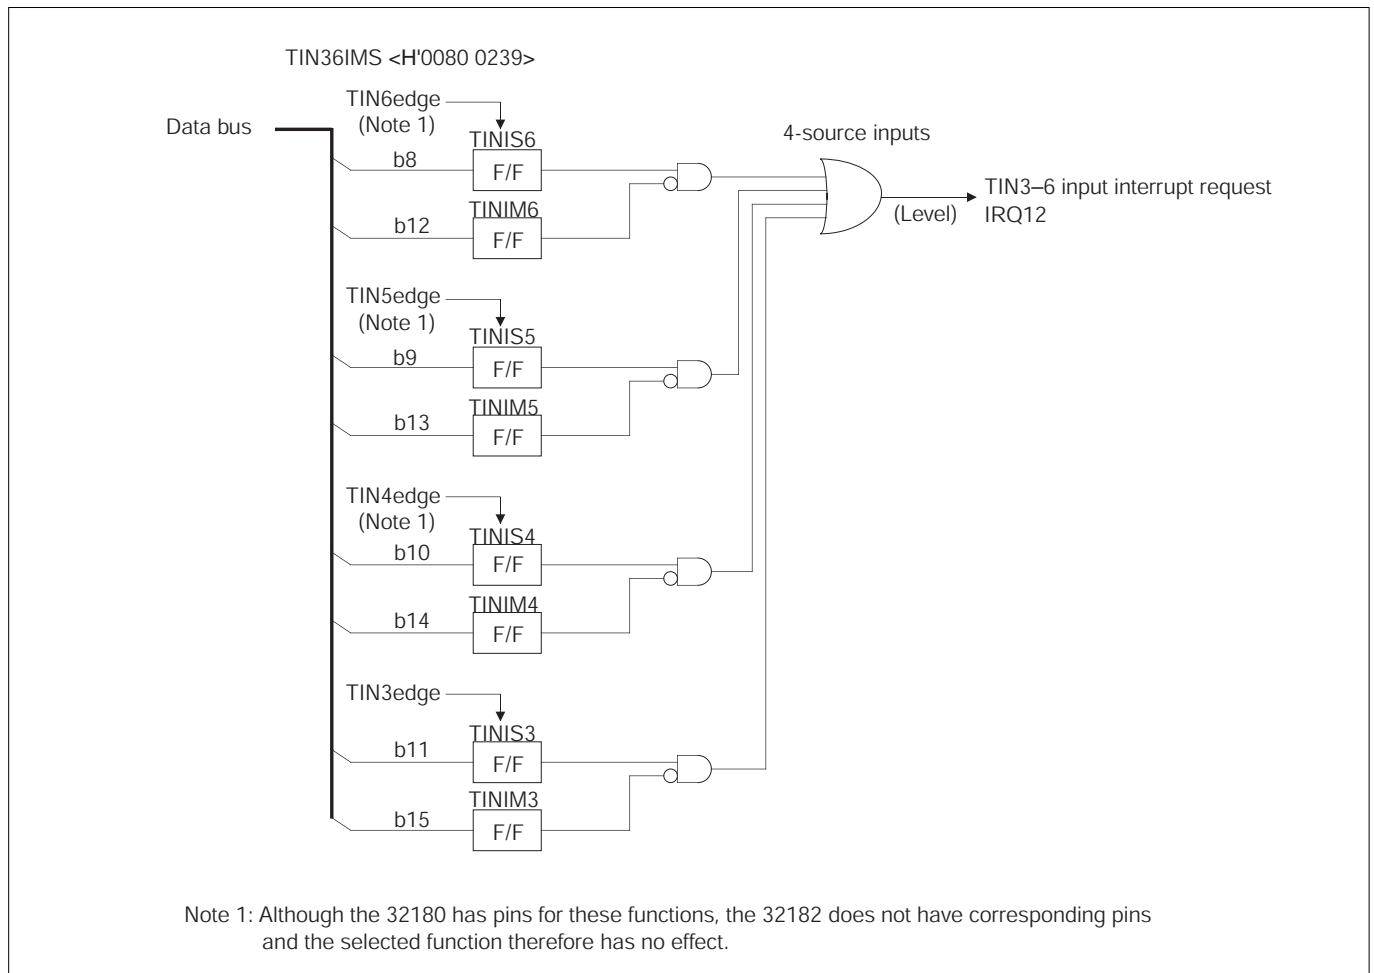 TIN36IMS <H'0080 0239>
Data bus
TIN6edge
(Note 1)
TINIS6
b8
F/F
TINIM6
b12
F/F
4-source inputs
(Level)
TIN3–6 input interrupt request
IRQ12
TIN5edge
(Note 1)
TINIS5
b9
F/F
TINIM5
b13
F/F
TIN4edge
(Note 1)
TINIS4
b10
F/F
TINIM4
b14
F/F
TIN3edge
TINIS3
b11
F/F
TINIM3
b15
F/F
Note 1: Although the 32180 has pins for these functions, the 32182 does not have corresponding pins
and the selected function therefore has no effect.